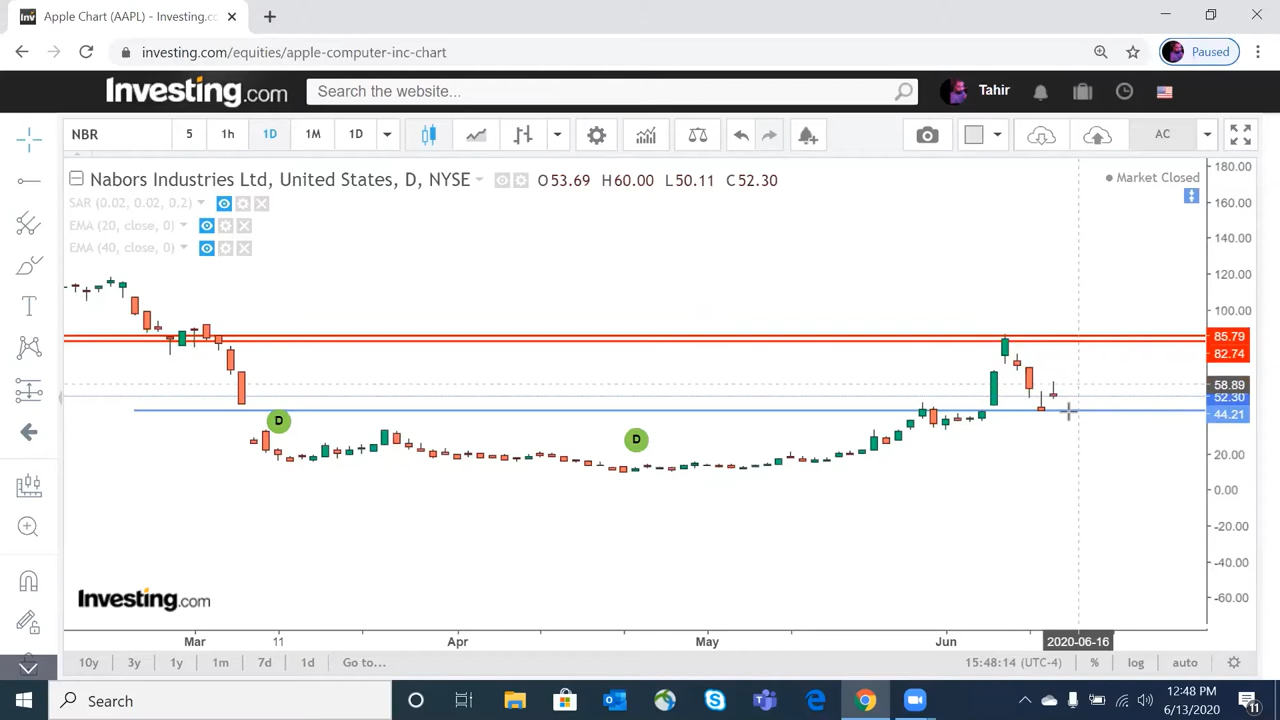 Inv Apple Chart (AAPL) - Investing.cc
investing.com/equities/apple-computer-inc-chart
Paused
Investing.com
Search the website...
Tahir
NBR 5 1h 1D 1M 1D
AC
Nabors Industries Ltd, United States, D, NYSE
O53.69 H60.00 L50.11 C52.30
Market Closed
SAR (0.02, 0.02, 0.2)
EMA (20, close, 0)
EMA (40, close, 0)
180.00
160.00
140.00
120.00
100.00
85.79
82.74
58.89
52.30
44.21
20.00
0.00
-20.00
-40.00
-60.00
D
D
T
Investing.com
Mar 11 Apr May Jun 2020-06-16
10y 3y 1y 1m 7d 1d Go to...
15:48:14 (UTC-4) % log auto
Search
12:48 PM
6/13/2020
11